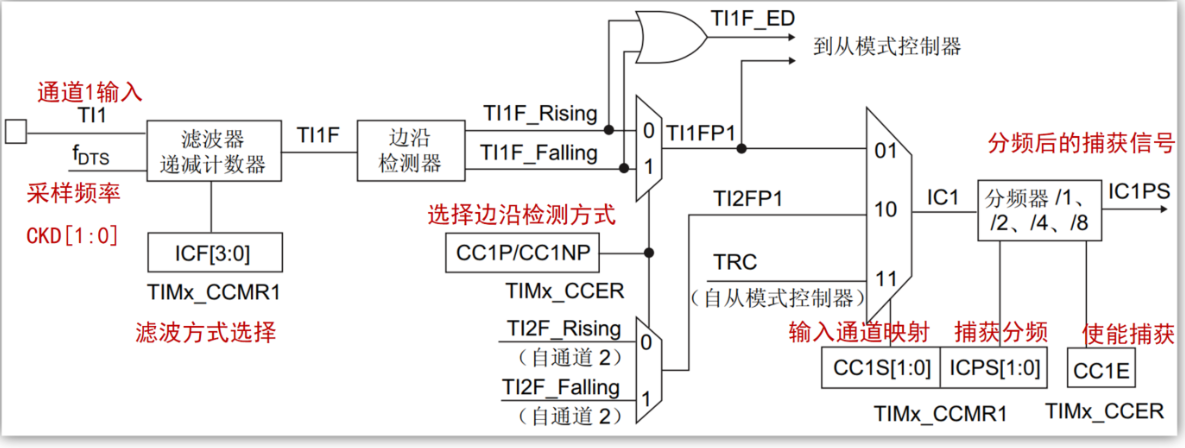 TI1F_ED
到从模式控制器
通道1输入
TI1
f_DTS
采样频率
CKD[1:0]
滤波器
递减计数器
TI1F
边沿
检测器
TI1F_Rising
TI1F_Falling
0
1
TI1FP1
ICF[3:0]
TIMx_CCMR1
滤波方式选择
选择边沿检测方式
CC1P/CC1NP
TIMx_CCER
TI2F_Rising
(自通道 2)
TI2F_Falling
(自通道 2)
0
1
TI2FP1
TRC
(自从模式控制器)
01
10
11
IC1
分频后的捕获信号
分频器 /1、
/2、/4、/8
IC1PS
输入通道映射
捕获分频
使能捕获
CC1S[1:0]
ICPS[1:0]
CC1E
TIMx_CCMR1
TIMx_CCER